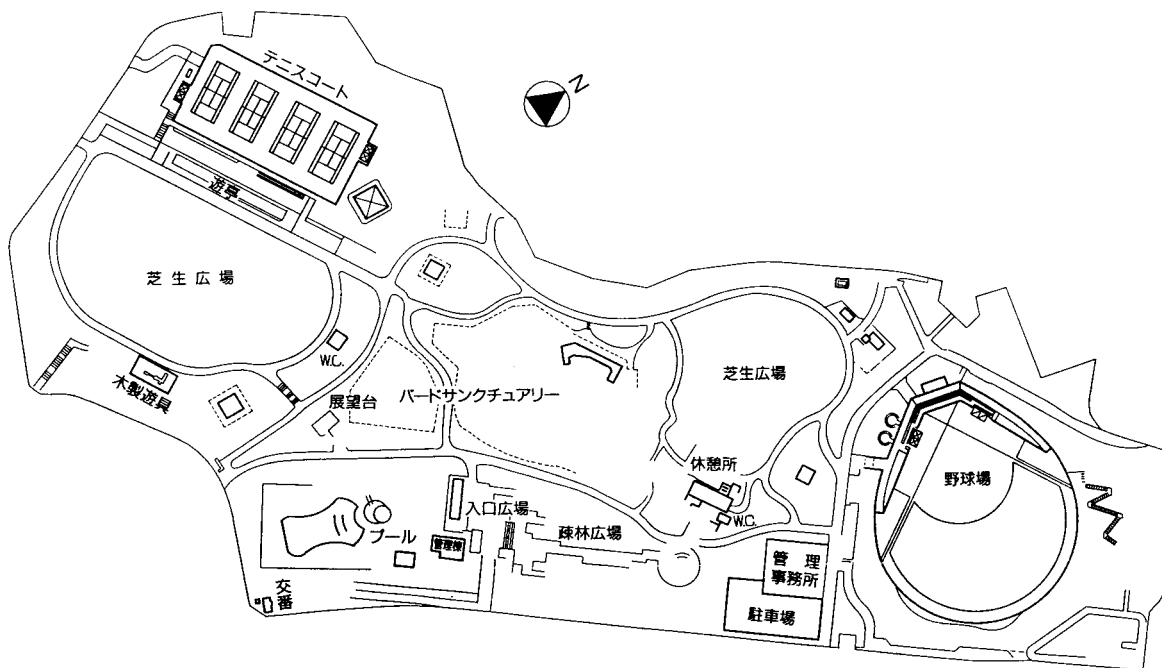 テニスコート
N
遊亭
芝生広場
W.C.
木製遊具
展望台
バードサンクチュアリー
芝生広場
休憩所
W.C.
野球場
入口広場
疎林広場
プール
管理棟
管理
事務所
交番
駐車場